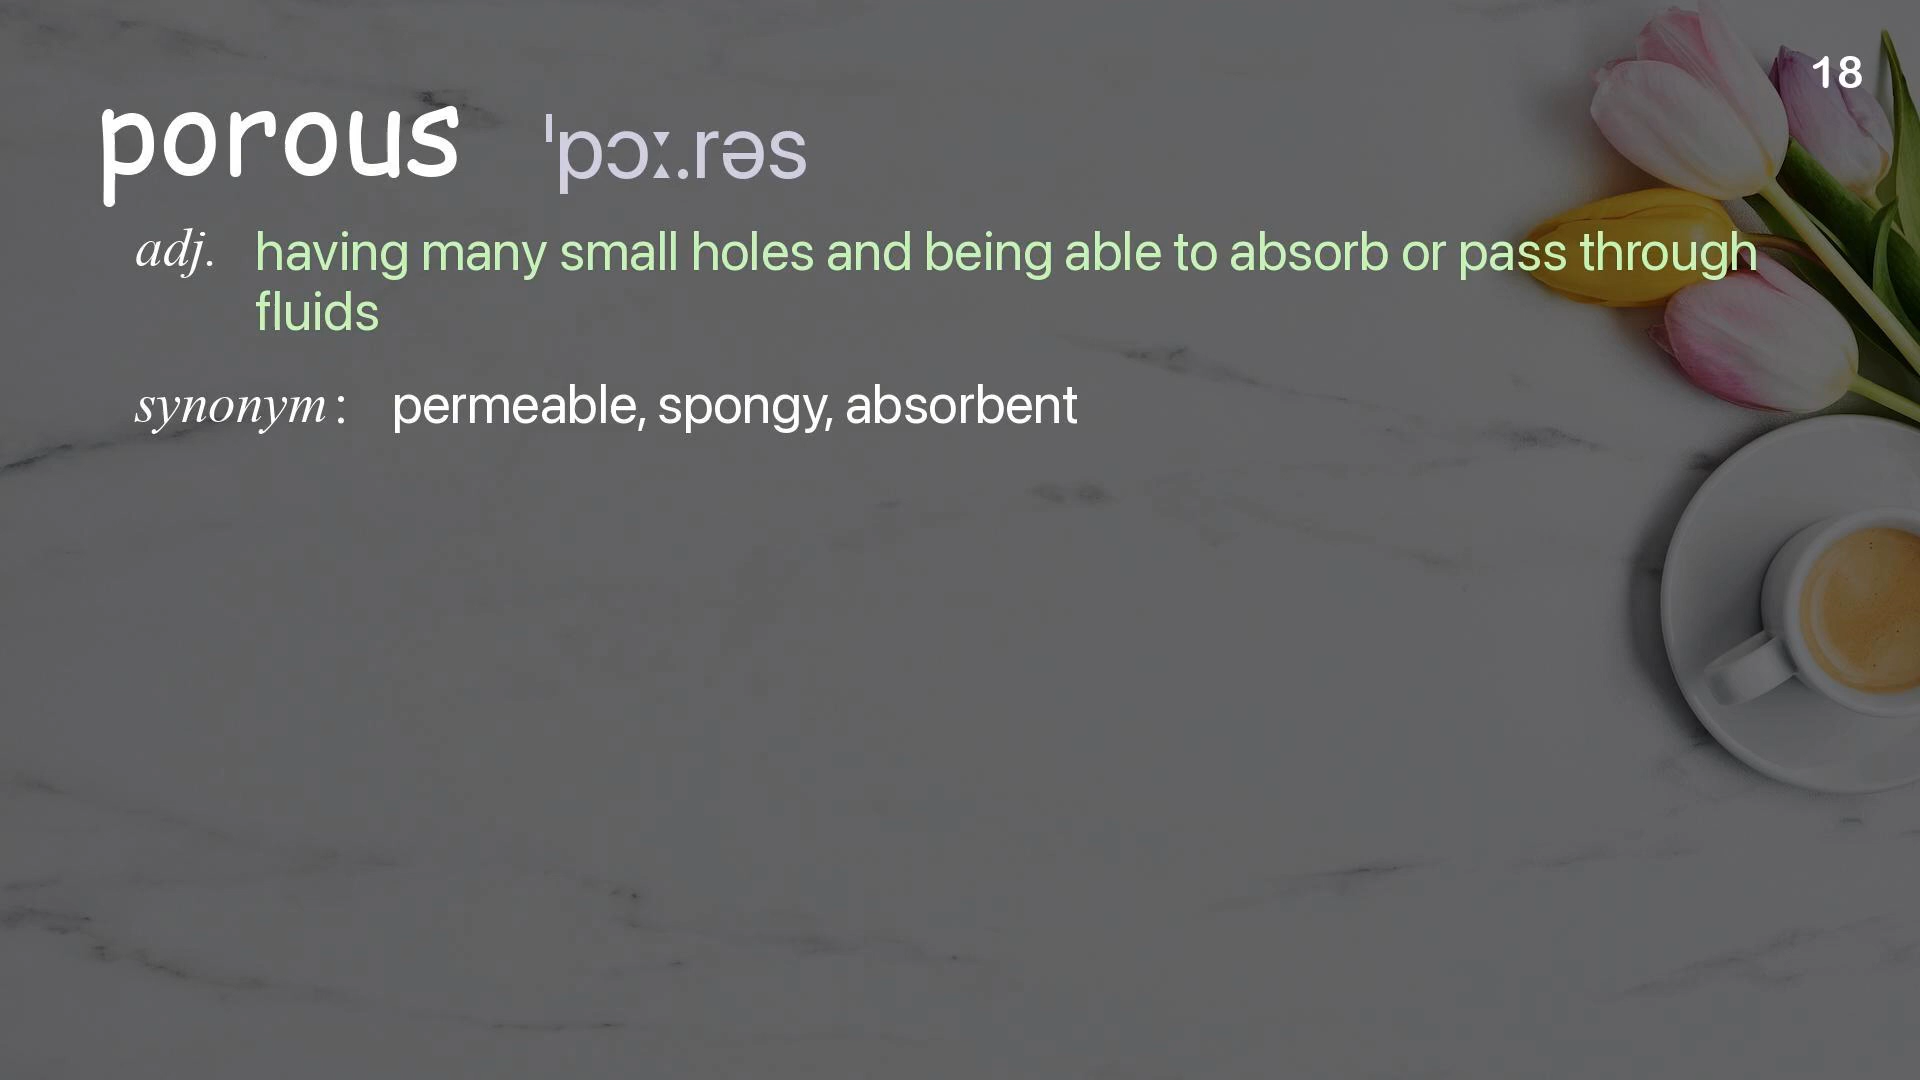 18
porous ˈpɔː.rəs
adj. having many small holes and being able to absorb or pass through
fluids
synonym: permeable, spongy, absorbent